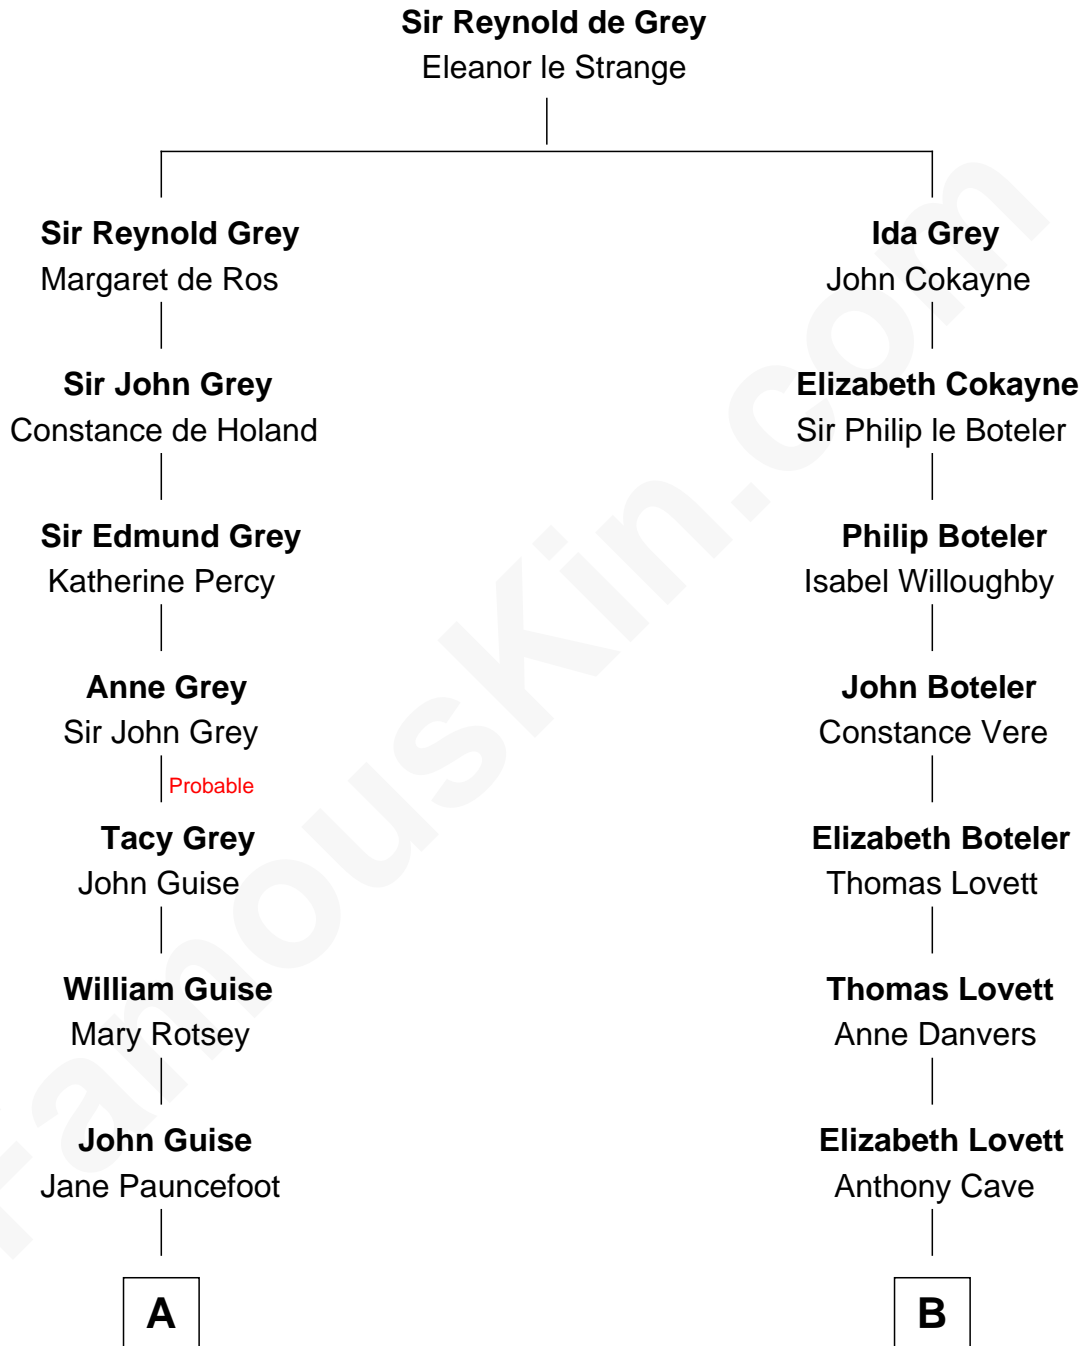 Sir Reynold de Grey
Eleanor le Strange
Sir Reynold Grey
Margaret de Ros
Sir John Grey
Constance de Holand
Sir Edmund Grey
Katherine Percy
Anne Grey
Sir John Grey
Probable
Tacy Grey
John Guise
William Guise
Mary Rotsey
John Guise
Jane Pauncefoot
A
Ida Grey
John Cokayne
Elizabeth Cokayne
Sir Philip le Boteler
Philip Boteler
Isabel Willoughby
John Boteler
Constance Vere
Elizabeth Boteler
Thomas Lovett
Thomas Lovett
Anne Danvers
Elizabeth Lovett
Anthony Cave
B
FamousKin.com